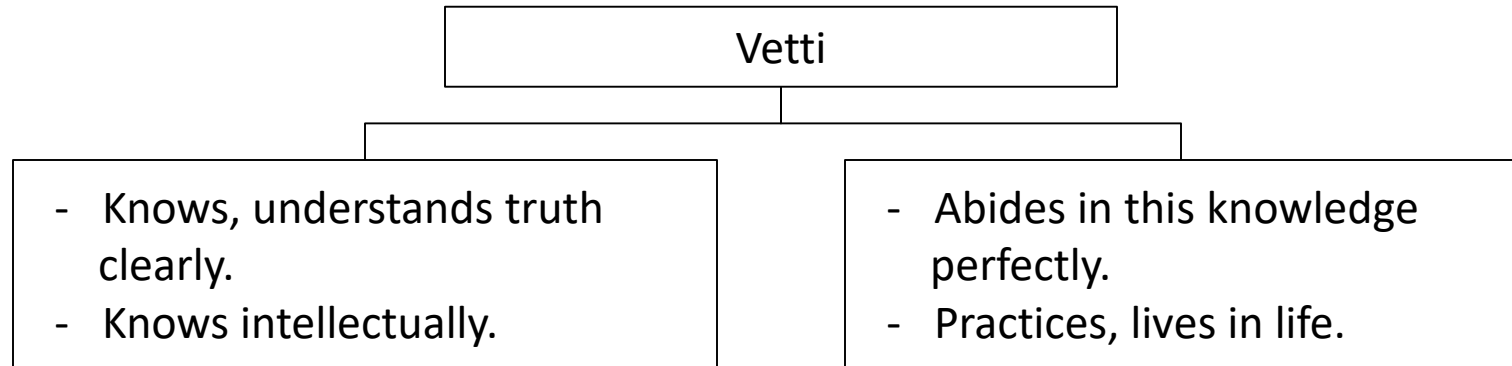 Vetti
- Knows, understands truth
clearly.
- Knows intellectually.
- Abides in this knowledge
perfectly.
- Practices, lives in life.